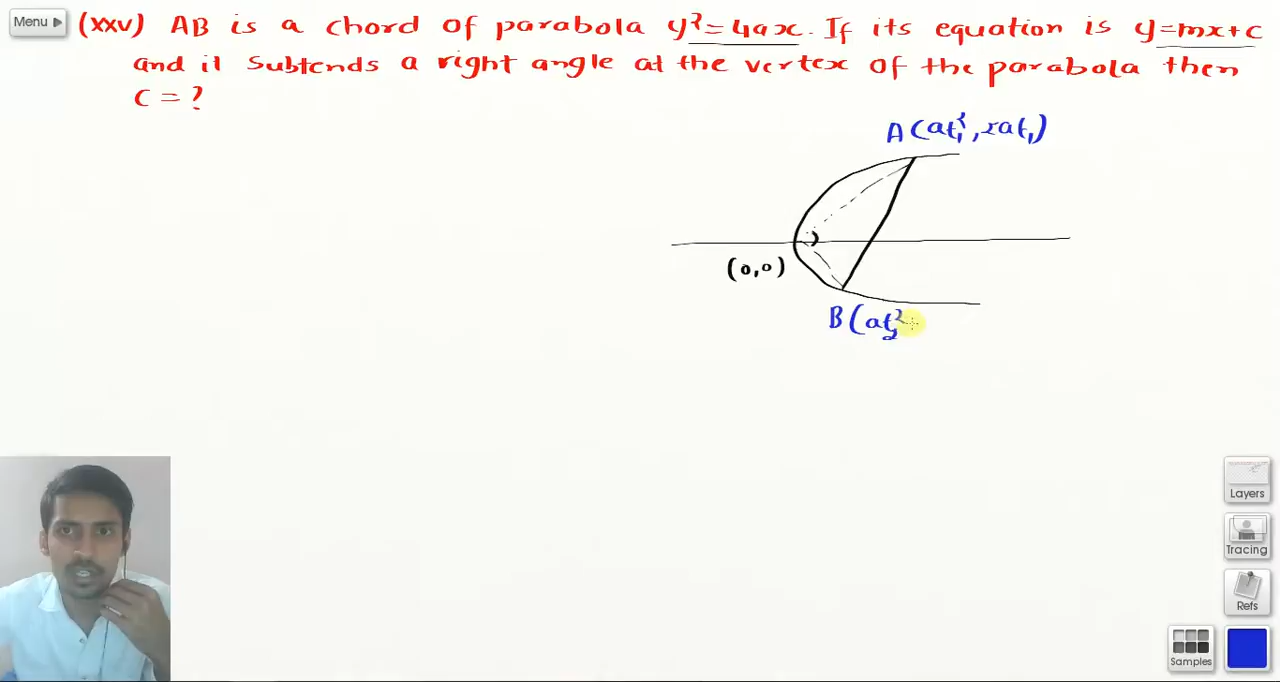 Menu
(xxv) AB is a chord of parabola y²=4ax. If its equation is y=mx+c
and it subtends a right angle at the vertex of the parabola then
c=?
A(at₁², 2at₁)
(0,0)
B(at₂²
Layers
Tracing
Refs
Samples